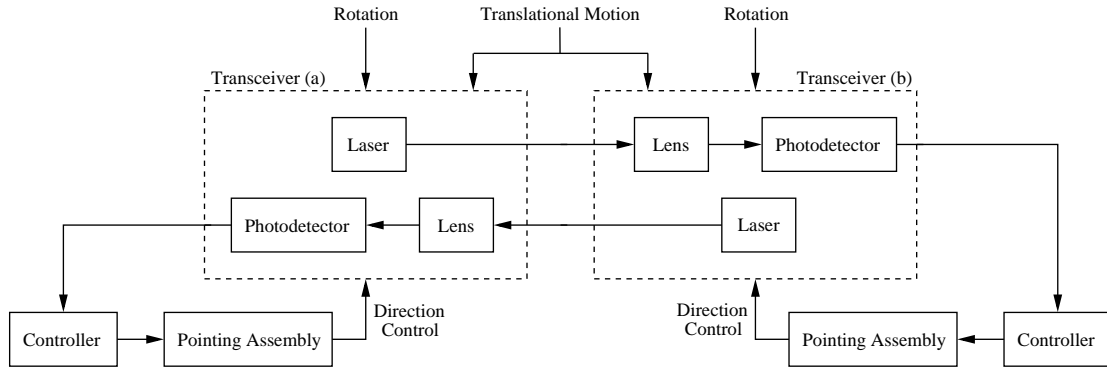 Rotation
Translational Motion
Rotation
Transceiver (a)
Transceiver (b)
Laser
Lens
Photodetector
Photodetector
Lens
Laser
Direction
Control
Direction
Control
Controller
Pointing Assembly
Pointing Assembly
Controller